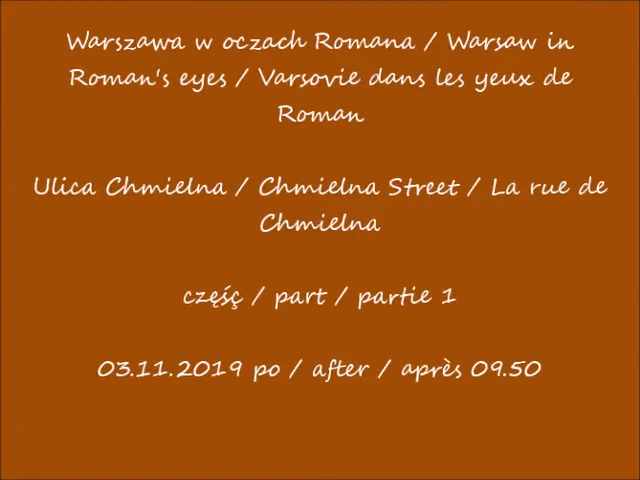 Warszawa w oczach Romana / Warsaw in
Roman's eyes / Varsovie dans les yeux de
Roman
Ulica Chmielna / Chmielna Street / La rue de
Chmielna
częśç / part / partie 1
03.11.2019 po / after / après 09.50